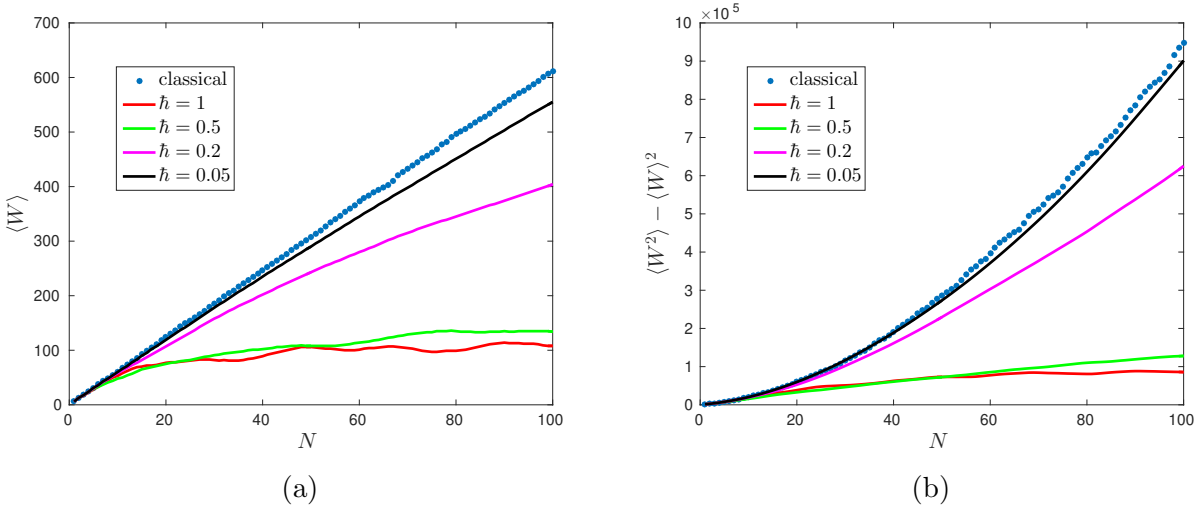 700
600
500
400
300
200
100
0
⟨W⟩
classical
ħ = 1
ħ = 0.5
ħ = 0.2
ħ = 0.05
0 20 40 60 80 100
N
(a)
× 10⁵
10
9
8
7
6
5
4
3
2
1
0
⟨W²⟩ − ⟨W⟩²
classical
ħ = 1
ħ = 0.5
ħ = 0.2
ħ = 0.05
0 20 40 60 80 100
N
(b)